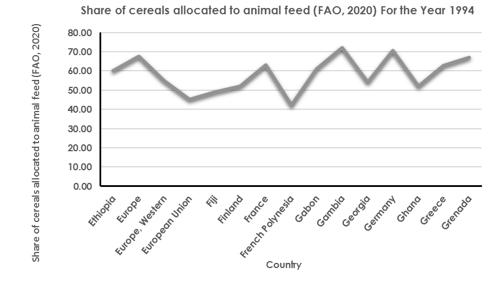 Share of cereals allocated to animal feed (FAO, 2020) For the Year 1994
Share of cereals allocated to animal feed (FAO, 2020)
80.00
70.00
60.00
50.00
40.00
30.00
20.00
10.00
0.00
Ethiopia
Europe
Europe, Western
European Union
Fiji
Finland
France
French Polynesia
Gabon
Gambia
Georgia
Germany
Ghana
Greece
Grenada
Country